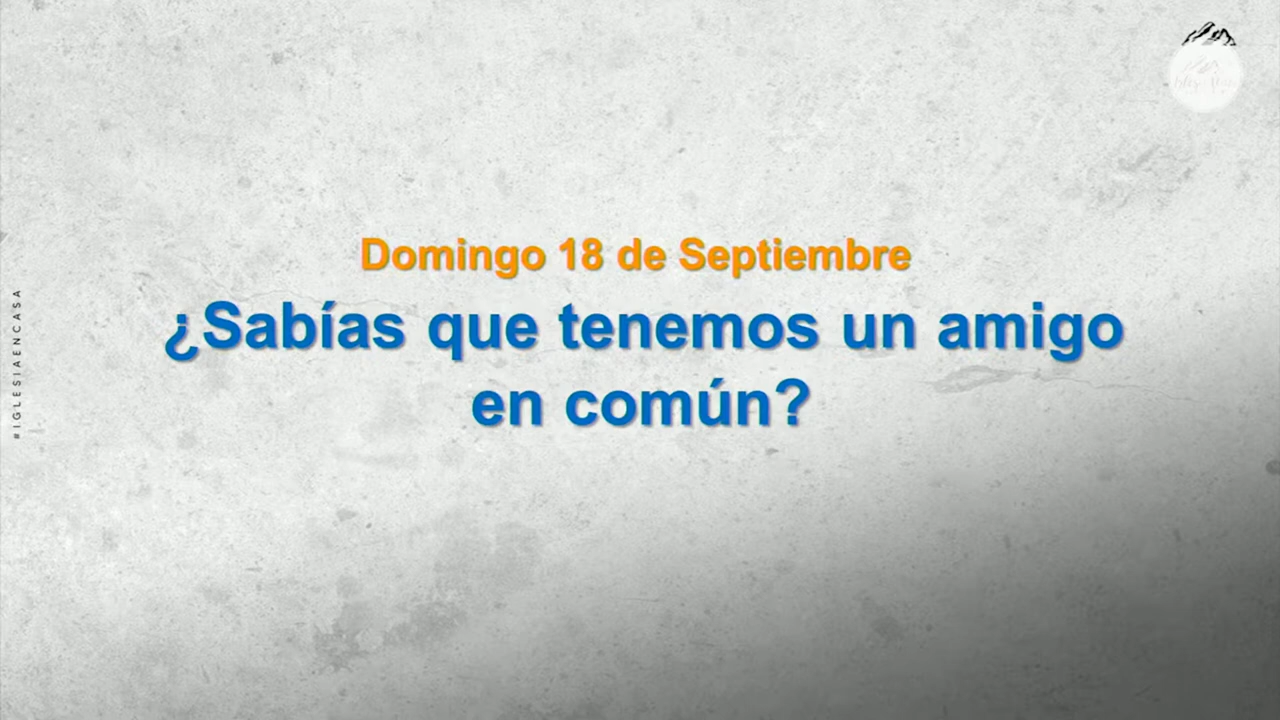 Domingo 18 de Septiembre
¿Sabías que tenemos un amigo
en común?
#IGLESIAENCASA